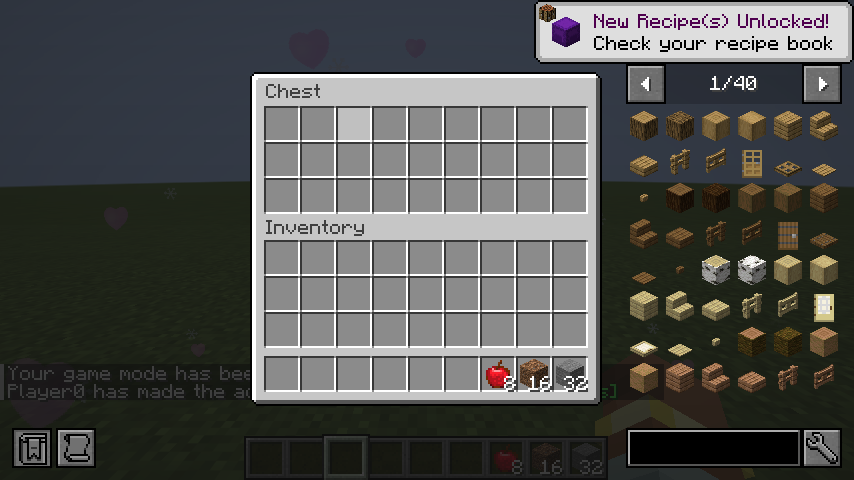 New Recipe(s) Unlocked!
Check your recipe book
1/40
Chest
Inventory
8 16 32
Your game mode has bee
Player0 has made the ad
s]
8 16 32